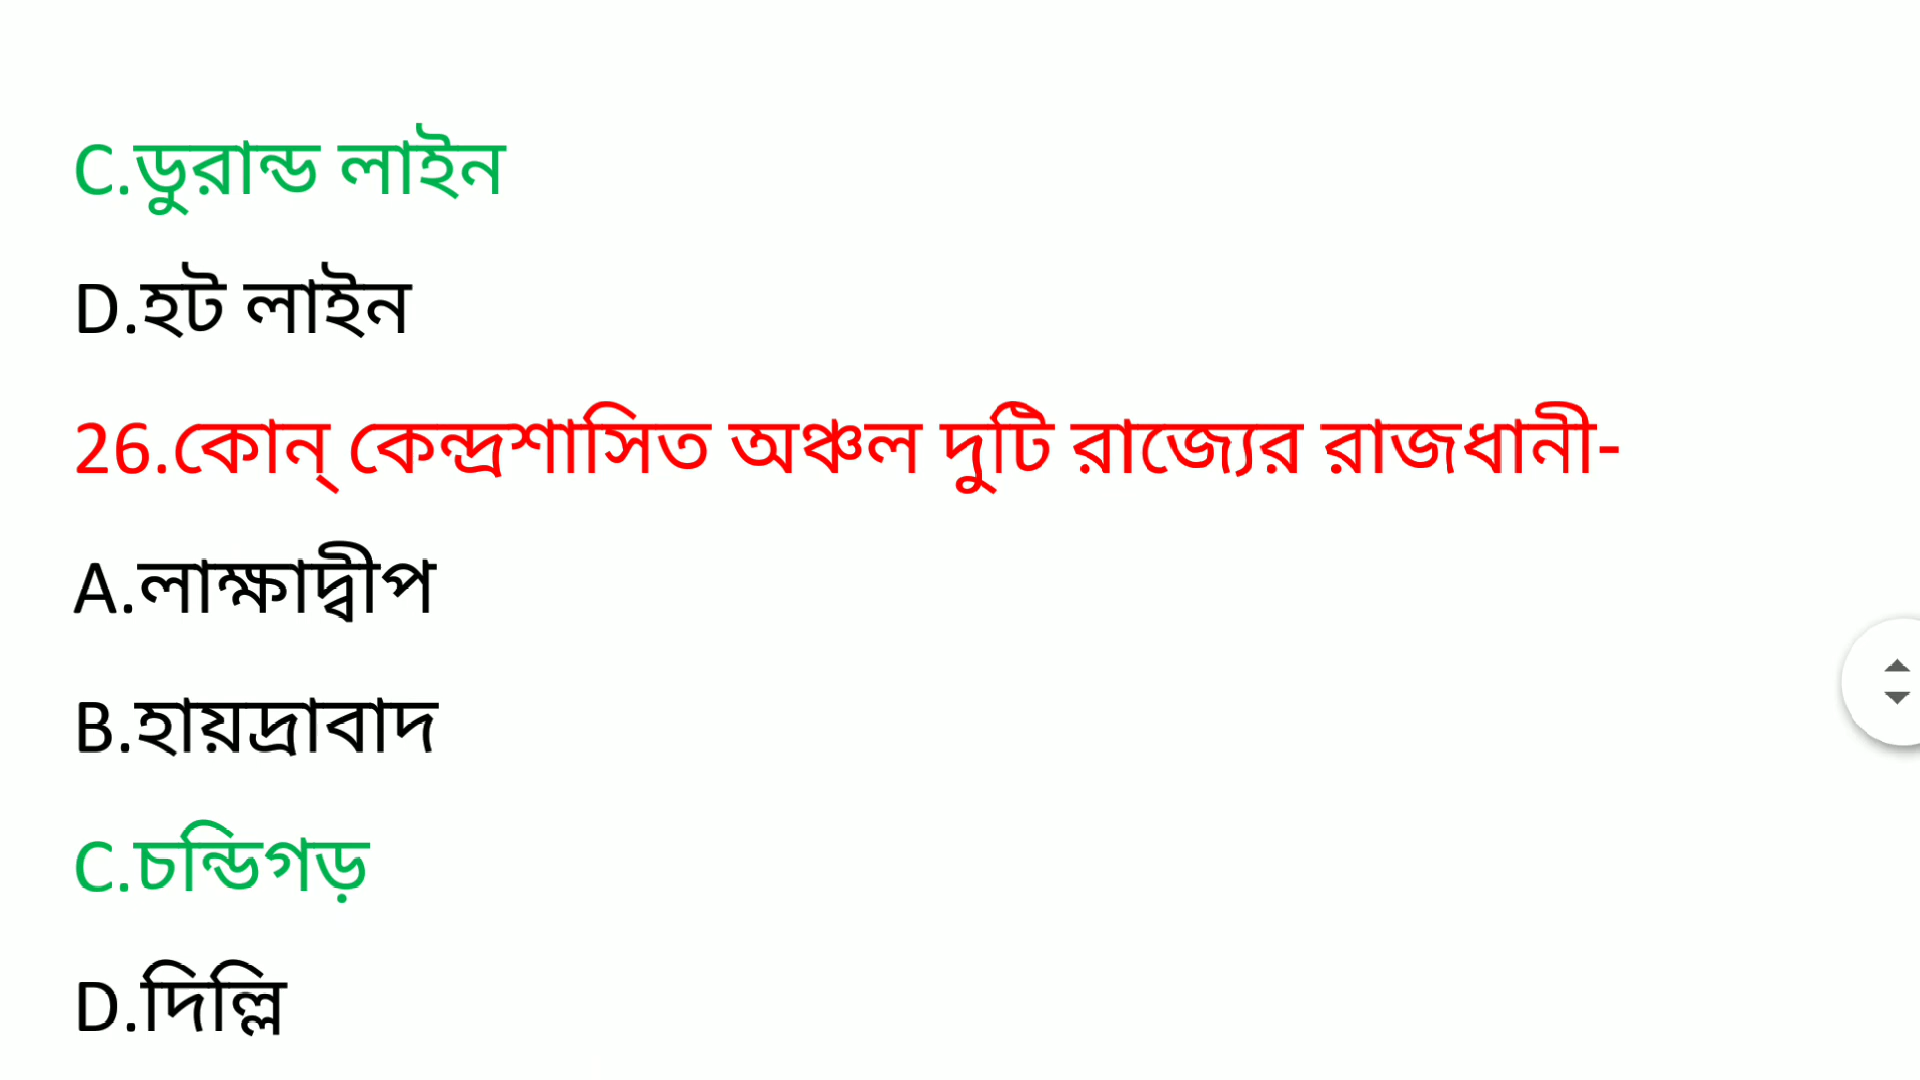 C.ডুরান্ড লাইন
D.হট লাইন
26.কোন্ কেন্দ্রশাসিত অঞ্চল দুটি রাজ্যের রাজধানী-
A.লাক্ষাদ্বীপ
B.হায়দ্রাবাদ
C.চন্ডিগড়
D.দিল্লি